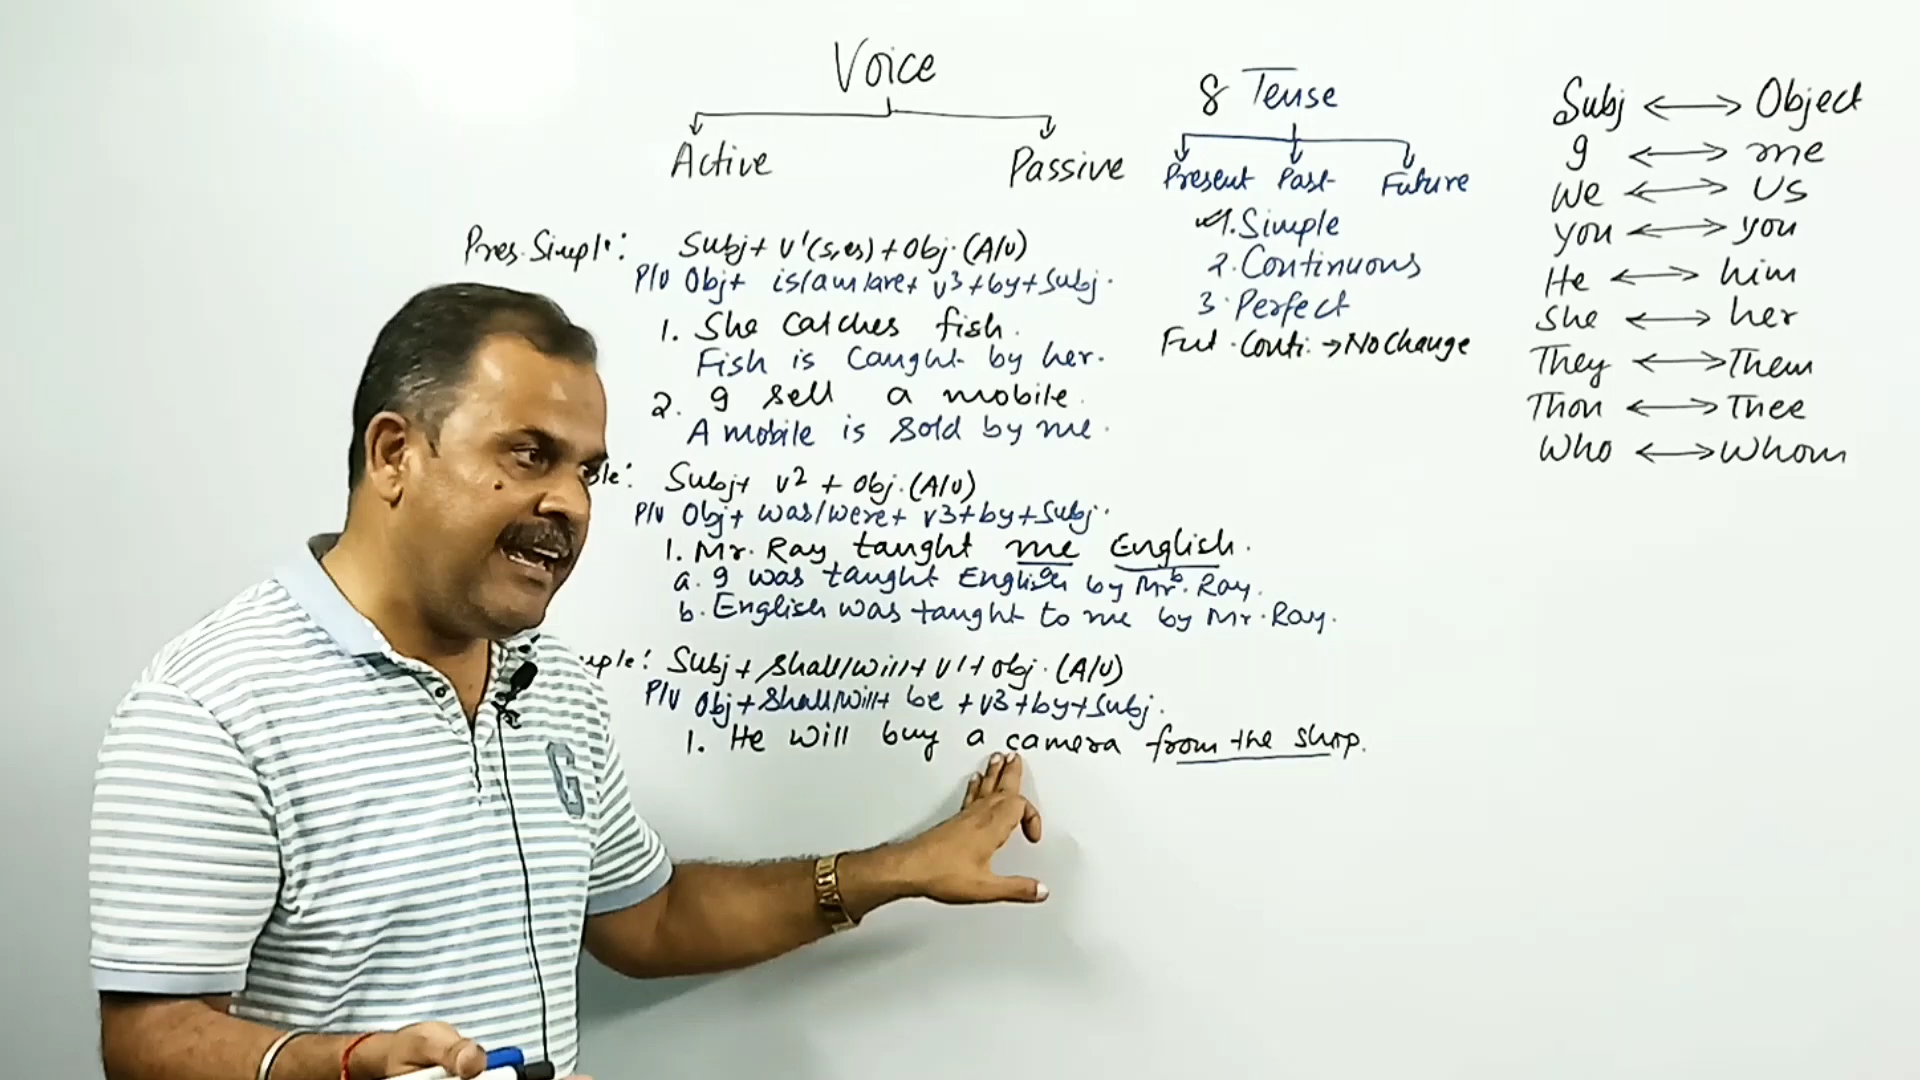 Voice
Active Passive
Pres. Simple: Subj + V1(s,es) + Obj. (A/V)
P/V Obj + is/am/are + V3 + by + Subj.
1. She catches fish.
Fish is caught by her.
2. I sell a mobile.
A mobile is sold by me.
ple: Subj + V2 + Obj. (A/V)
P/V Obj + was/were + V3 + by + Subj.
1. Mr. Ray taught me English.
a b
a. I was taught English by Mr. Ray.
b. English was taught to me by Mr. Ray.
mple: Subj + Shall/Will + V1 + Obj. (A/V)
P/V Obj + Shall/Will + be + V3 + by + Subj.
1. He will buy a camera from the shop.
8 Tense
Present Past Future
1. Simple
2. Continuous
3. Perfect
Fut. Conti. → No Change
Subj ↔ Object
I ↔ me
We ↔ US
you ↔ you
He ↔ him
She ↔ her
They ↔ Them
Thou ↔ Thee
Who ↔ Whom
G